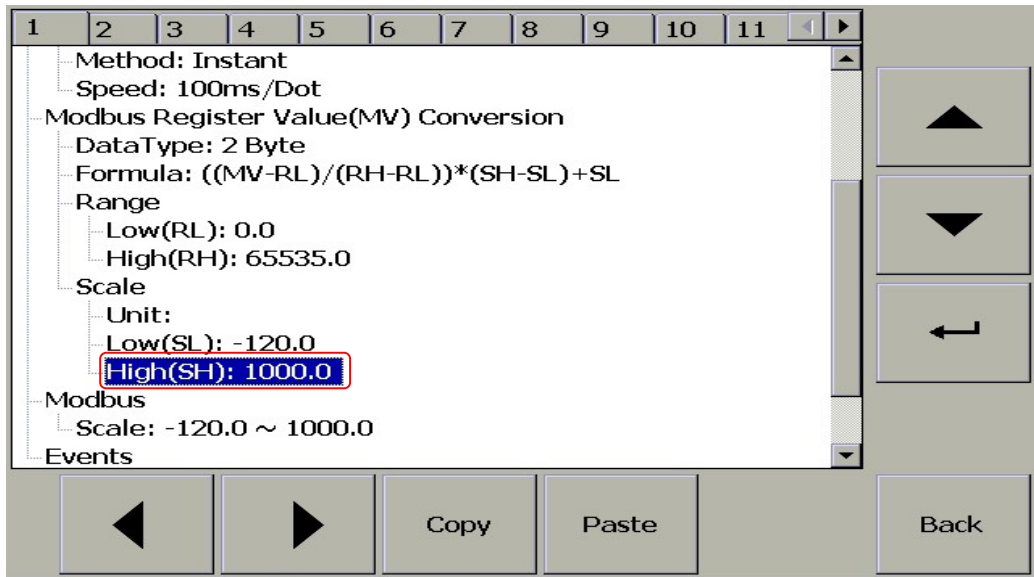 1 2 3 4 5 6 7 8 9 10 11
Method: Instant
Speed: 100ms/Dot
Modbus Register Value(MV) Conversion
DataType: 2 Byte
Formula: ((MV-RL)/(RH-RL))*(SH-SL)+SL
Range
Low(RL): 0.0
High(RH): 65535.0
Scale
Unit:
Low(SL): -120.0
High(SH): 1000.0
Modbus
Scale: -120.0 ~ 1000.0
Events
Copy Paste Back